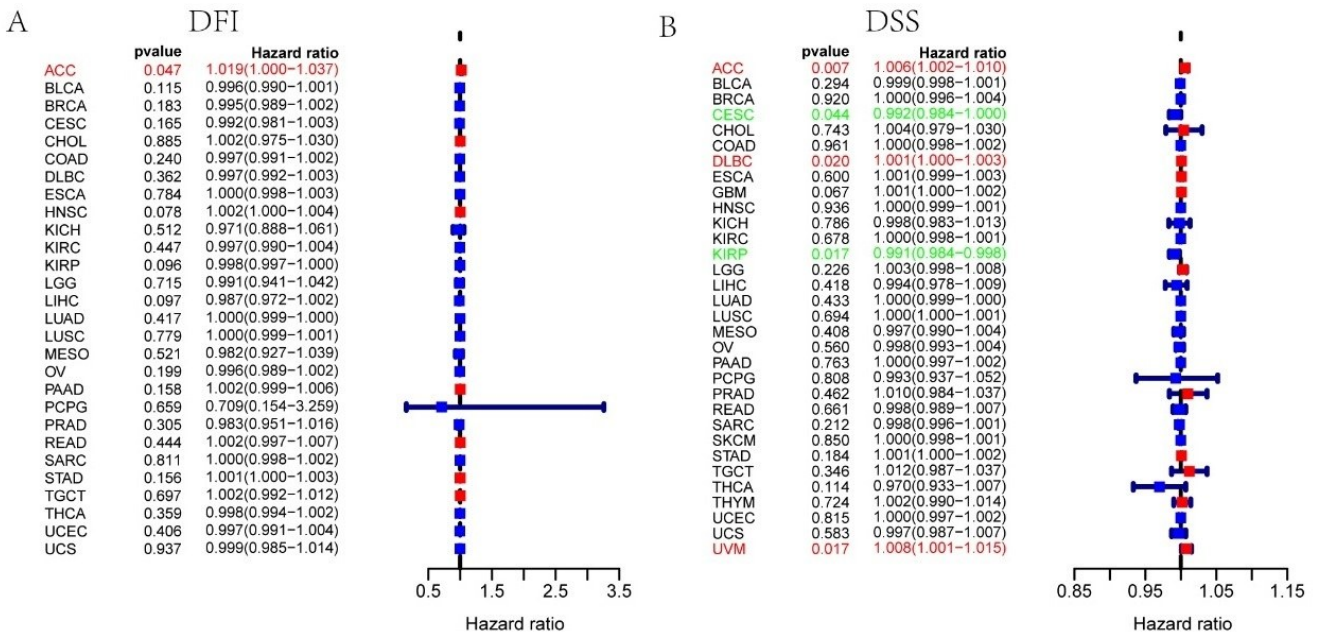 A DFI
pvalue Hazard ratio
ACC 0.047 1.019(1.000−1.037)
BLCA 0.115 0.996(0.990−1.001)
BRCA 0.183 0.995(0.989−1.002)
CESC 0.165 0.992(0.981−1.003)
CHOL 0.885 1.002(0.975−1.030)
COAD 0.240 0.997(0.991−1.002)
DLBC 0.362 0.997(0.992−1.003)
ESCA 0.784 1.000(0.998−1.003)
HNSC 0.078 1.002(1.000−1.004)
KICH 0.512 0.971(0.888−1.061)
KIRC 0.447 0.997(0.990−1.004)
KIRP 0.096 0.998(0.997−1.000)
LGG 0.715 0.991(0.941−1.042)
LIHC 0.097 0.987(0.972−1.002)
LUAD 0.417 1.000(0.999−1.000)
LUSC 0.779 1.000(0.999−1.001)
MESO 0.521 0.982(0.927−1.039)
OV 0.199 0.996(0.989−1.002)
PAAD 0.158 1.002(0.999−1.006)
PCPG 0.659 0.709(0.154−3.259)
PRAD 0.305 0.983(0.951−1.016)
READ 0.444 1.002(0.997−1.007)
SARC 0.811 1.000(0.998−1.002)
STAD 0.156 1.001(1.000−1.003)
TGCT 0.697 1.002(0.992−1.012)
THCA 0.359 0.998(0.994−1.002)
UCEC 0.406 0.997(0.991−1.004)
UCS 0.937 0.999(0.985−1.014)
0.5 1.5 2.5 3.5
Hazard ratio
B DSS
pvalue Hazard ratio
ACC 0.007 1.006(1.002−1.010)
BLCA 0.294 0.999(0.998−1.001)
BRCA 0.920 1.000(0.996−1.004)
CESC 0.044 0.992(0.984−1.000)
CHOL 0.743 1.004(0.979−1.030)
COAD 0.961 1.000(0.998−1.002)
DLBC 0.020 1.001(1.000−1.003)
ESCA 0.600 1.001(0.999−1.003)
GBM 0.067 1.001(1.000−1.002)
HNSC 0.936 1.000(0.999−1.001)
KICH 0.786 0.998(0.983−1.013)
KIRC 0.678 1.000(0.998−1.001)
KIRP 0.017 0.991(0.984−0.998)
LGG 0.226 1.003(0.998−1.008)
LIHC 0.418 0.994(0.978−1.009)
LUAD 0.433 1.000(0.999−1.000)
LUSC 0.694 1.000(1.000−1.001)
MESO 0.408 0.997(0.990−1.004)
OV 0.560 0.998(0.993−1.004)
PAAD 0.763 1.000(0.997−1.002)
PCPG 0.808 0.993(0.937−1.052)
PRAD 0.462 1.010(0.984−1.037)
READ 0.661 0.998(0.989−1.007)
SARC 0.212 0.998(0.996−1.001)
SKCM 0.850 1.000(0.998−1.001)
STAD 0.184 1.001(1.000−1.002)
TGCT 0.346 1.012(0.987−1.037)
THCA 0.114 0.970(0.933−1.007)
THYM 0.724 1.002(0.990−1.014)
UCEC 0.815 1.000(0.997−1.002)
UCS 0.583 0.997(0.987−1.007)
UVM 0.017 1.008(1.001−1.015)
0.85 0.95 1.05 1.15
Hazard ratio